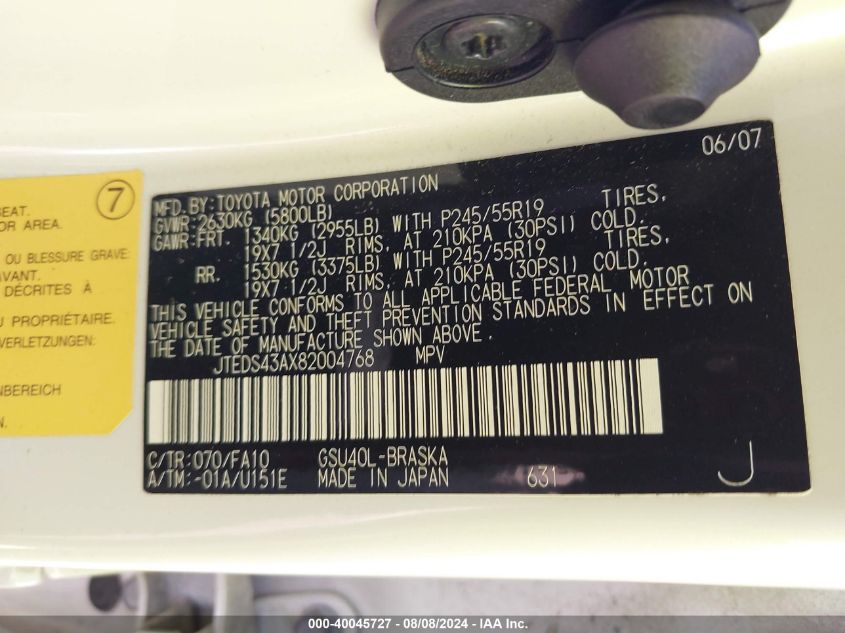 7
EAT.
OR AREA.
OU BLESSURE GRAVE:
AVANT.
DÉCRITES À
U PROPRIÉTAIRE.
VERLETZUNGEN:
NBEREICH
N.
06/07
MFD. BY: TOYOTA MOTOR CORPORATION
GVWR: 2630KG (5800LB)
GAWR: FRT. 1340KG (2955LB) WITH P245/55R19 TIRES,
19X7 1/2J RIMS, AT 210KPA (30PSI) COLD.
RR. 1530KG (3375LB) WITH P245/55R19 TIRES,
19X7 1/2J RIMS, AT 210KPA (30PSI) COLD.
THIS VEHICLE CONFORMS TO ALL APPLICABLE FEDERAL MOTOR
VEHICLE SAFETY AND THEFT PREVENTION STANDARDS IN EFFECT ON
THE DATE OF MANUFACTURE SHOWN ABOVE.
JTEDS43AX82004768 MPV
C/TR: 070/FA10 GSU40L-BRASKA
A/TM: -01A/U151E MADE IN JAPAN 631 J
000-40045727 - 08/08/2024 - IAA Inc.